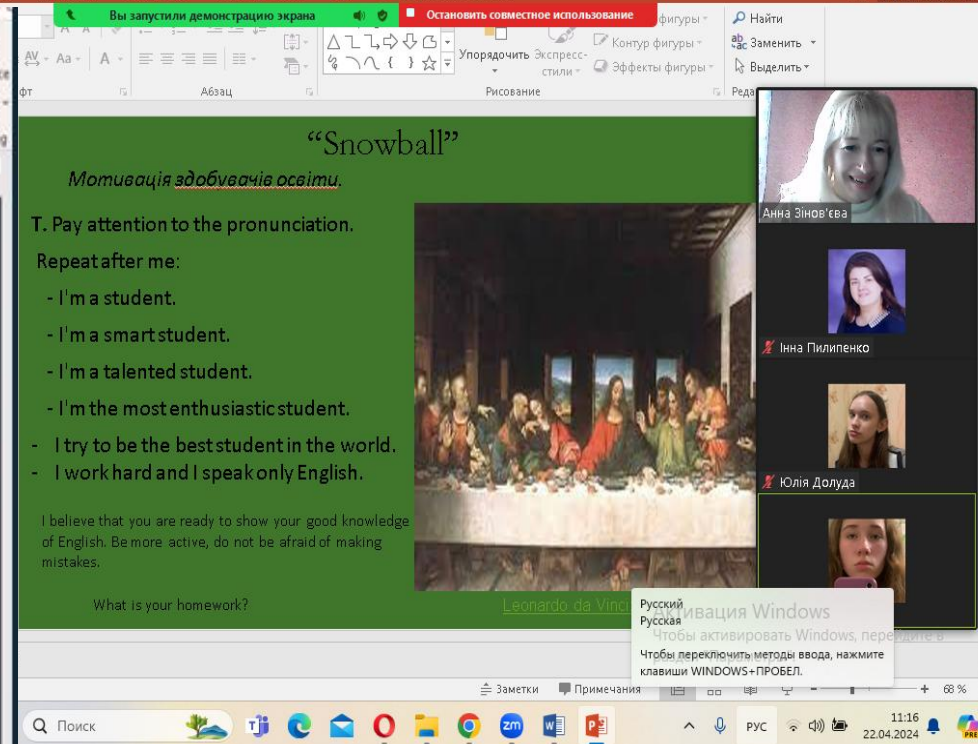 Вы запустили демонстрацию экрана
Остановить совместное использование
фигуры
Найти
Контур фигуры
Заменить
Упорядочить Экспресс-
стили
Эффекты фигуры
Выделить
AV Aa A
фт
Абзац
Рисование
Реда
“Snowball”
Мотивація здобувачів освіти.
T. Pay attention to the pronunciation.
Repeat after me:
- I'm a student.
- I'm a smart student.
- I'm a talented student.
- I'm the most enthusiastic student.
- I try to be the best student in the world.
- I work hard and I speak only English.
I believe that you are ready to show your good knowledge
of English. Be more active, do not be afraid of making
mistakes.
What is your homework?
Leonardo da Vinci
Анна Зінов'єва
Інна Пилипенко
Юлія Долуда
Русский
Русская
Чтобы переключить методы ввода, нажмите
клавиши WINDOWS+ПРОБЕЛ.
Активация Windows
Чтобы активировать Windows, перейдите в
Заметки
Примечания
68 %
Поиск
zm
РУС
11:16
22.04.2024
PRE